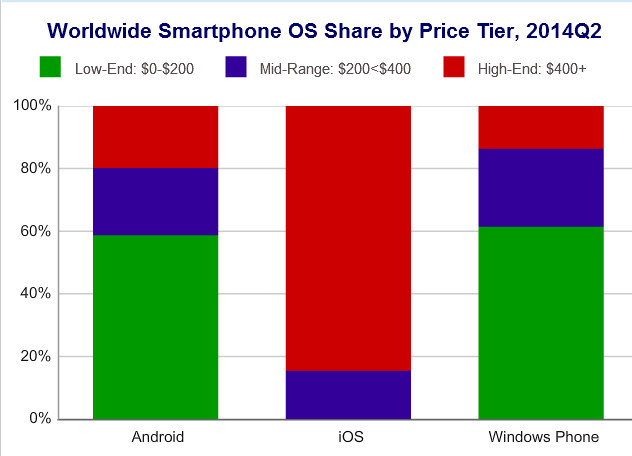 Worldwide Smartphone OS Share by Price Tier, 2014Q2
Low-End: $0-$200 Mid-Range: $200<$400 High-End: $400+
100%
80%
60%
40%
20%
0%
Android iOS Windows Phone